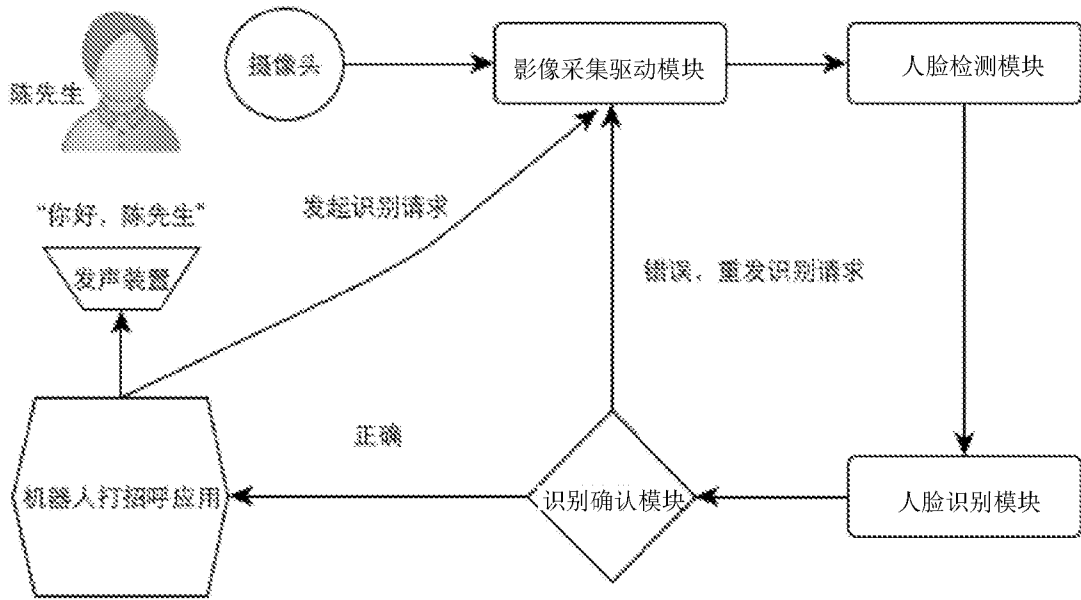 摄像头
影像采集驱动模块
人脸检测模块
陈先生
发起识别请求
“你好，陈先生”
错误，重发识别请求
发声装置
正确
机器人打招呼应用
识别确认模块
人脸识别模块